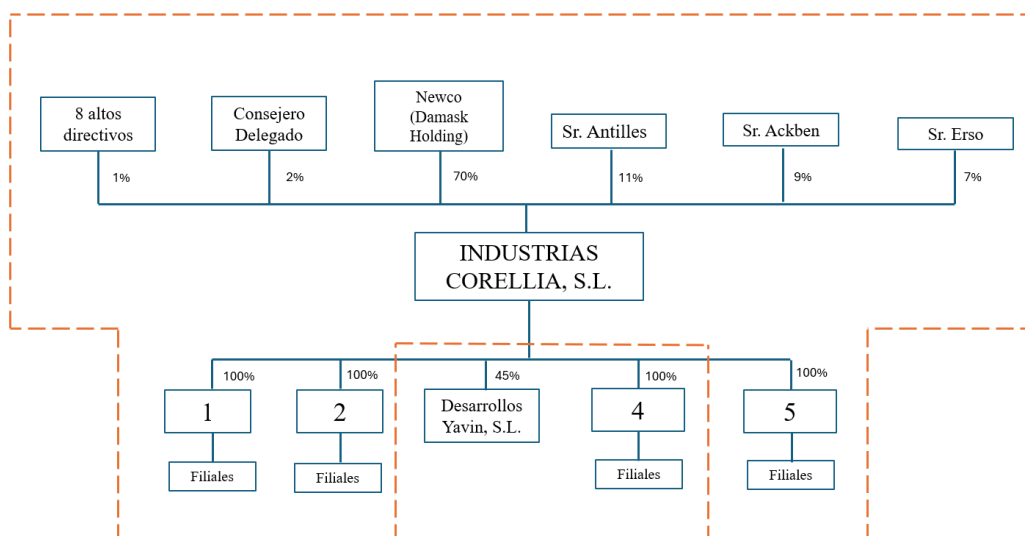 8 altos
directivos
Consejero
Delegado
Newco
(Damask
Holding)
Sr. Antilles
Sr. Ackben
Sr. Erso
1%
2%
70%
11%
9%
7%
INDUSTRIAS
CORELLIA, S.L.
100%
100%
45%
100%
100%
1
2
Desarrollos
Yavin, S.L.
4
5
Filiales
Filiales
Filiales
Filiales